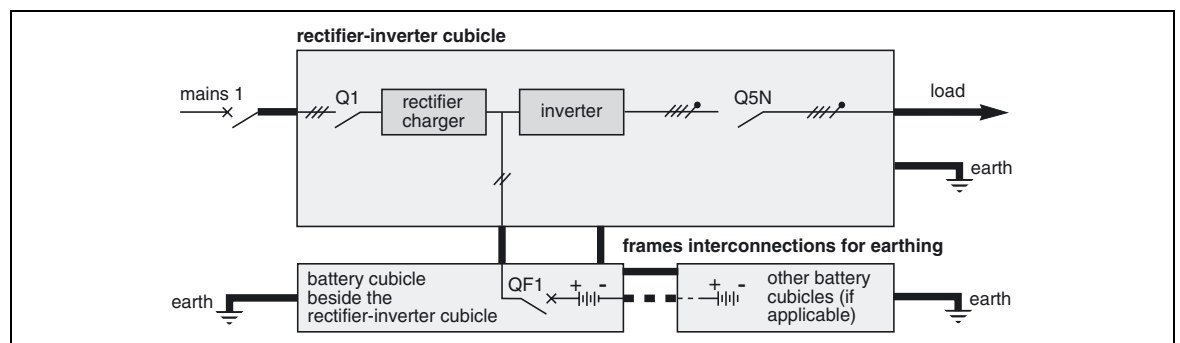 rectifier-inverter cubicle
mains 1
Q1
rectifier
charger
inverter
Q5N
load
earth
frames interconnections for earthing
battery cubicle
beside the
rectifier-inverter cubicle
QF1
+ -
+ -
other battery
cubicles (if
applicable)
earth
earth